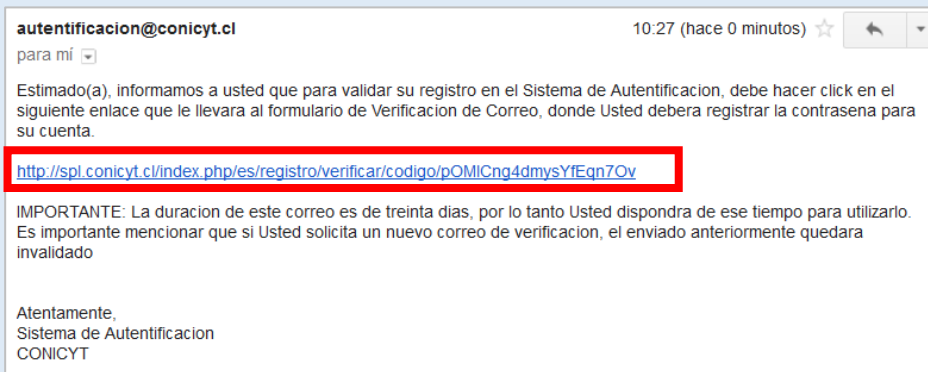 autentificacion@conicyt.cl 10:27 (hace 0 minutos)
para mí
Estimado(a), informamos a usted que para validar su registro en el Sistema de Autentificacion, debe hacer click en el
siguiente enlace que le llevara al formulario de Verificacion de Correo, donde Usted debera registrar la contrasena para
su cuenta.
http://spl.conicyt.cl/index.php/es/registro/verificar/codigo/pOMlCng4dmysYfEqn7Ov
IMPORTANTE: La duracion de este correo es de treinta dias, por lo tanto Usted dispondra de ese tiempo para utilizarlo.
Es importante mencionar que si Usted solicita un nuevo correo de verificacion, el enviado anteriormente quedara
invalidado
Atentamente,
Sistema de Autentificacion
CONICYT